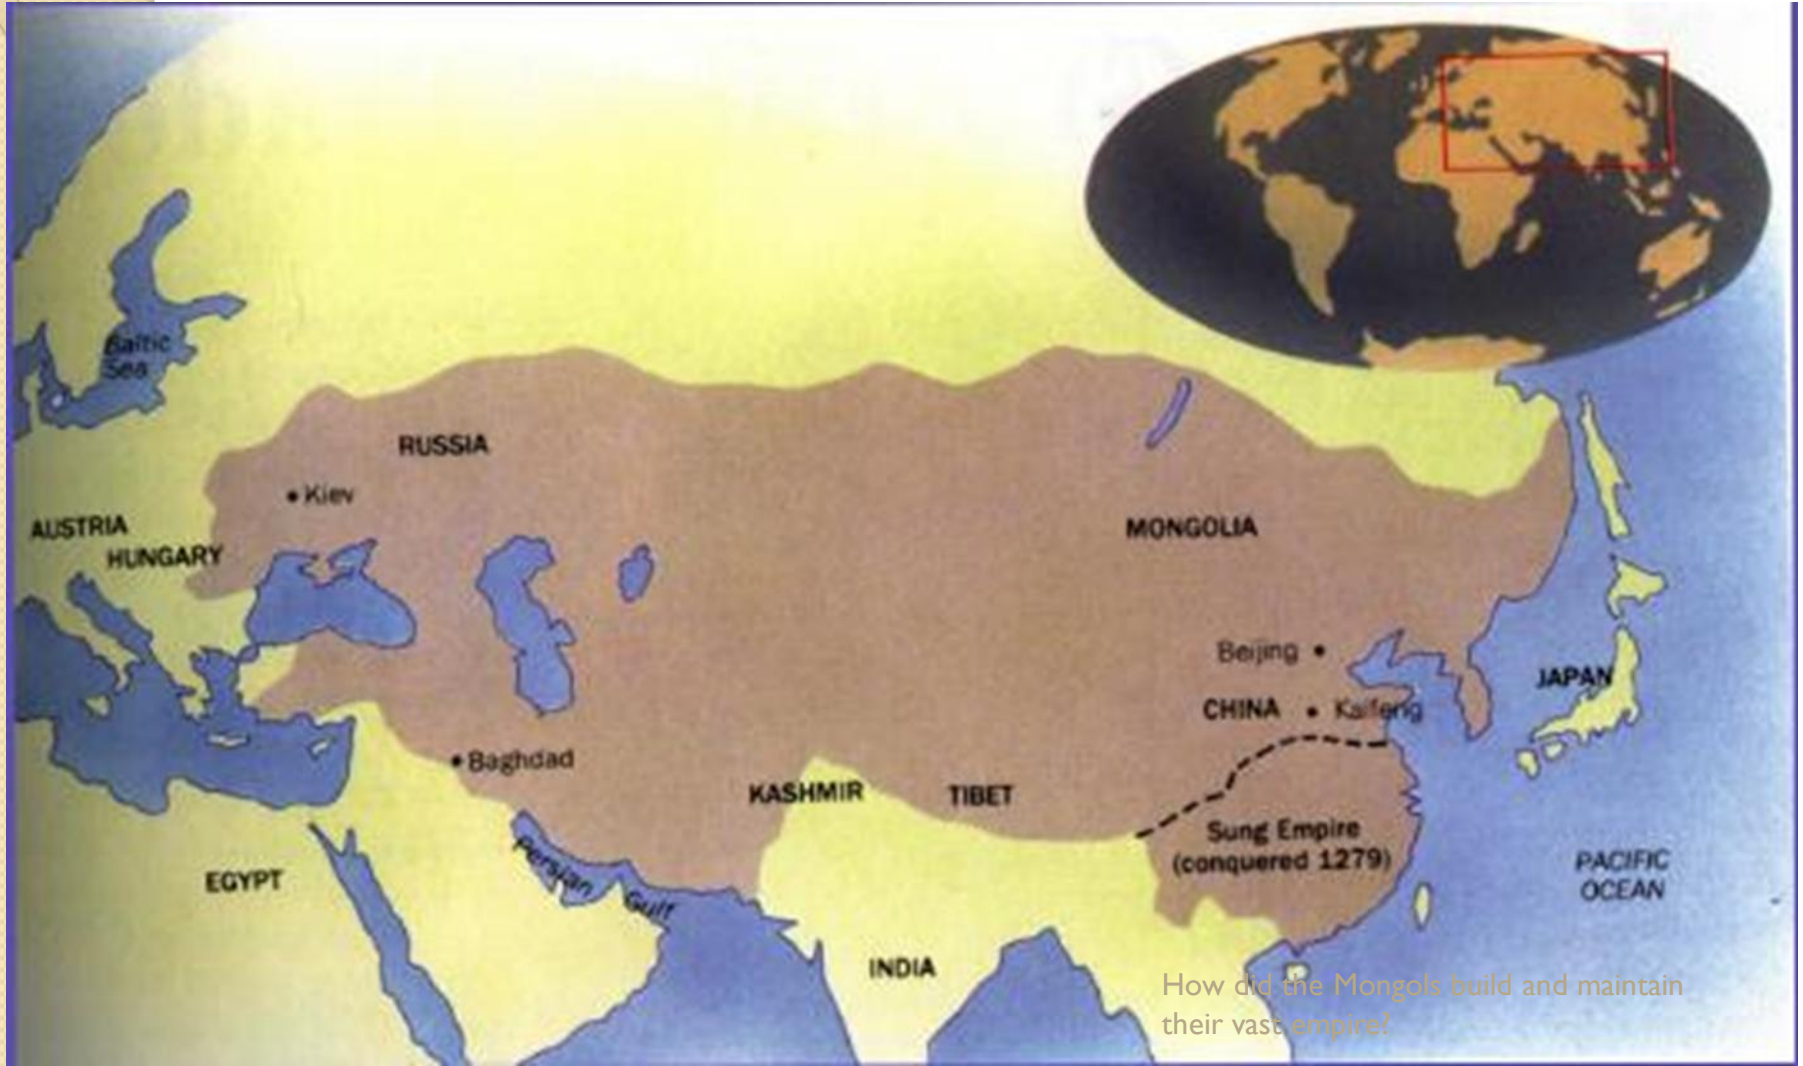 Baltic
Sea
RUSSIA
Kiev
AUSTRIA
HUNGARY
MONGOLIA
Beijing
JAPAN
CHINA
Kaifeng
Baghdad
KASHMIR
TIBET
Sung Empire
(conquered 1279)
Persian Gulf
EGYPT
PACIFIC
OCEAN
INDIA
How did the Mongols build and maintain
their vast empire?